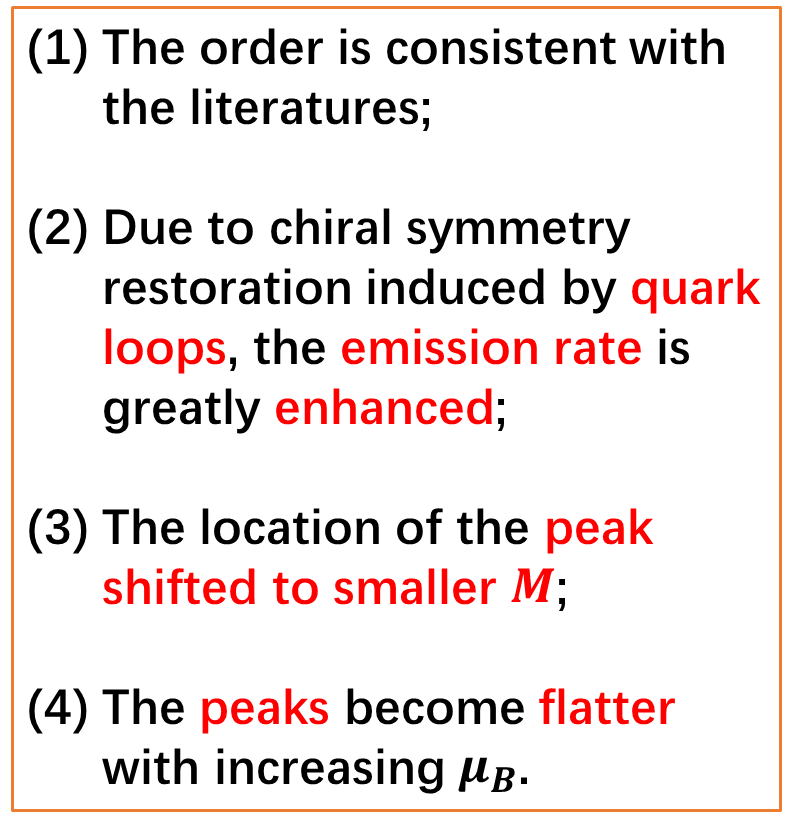 (1) The order is consistent with
the literatures;
(2) Due to chiral symmetry
restoration induced by quark
loops, the emission rate is
greatly enhanced;
(3) The location of the peak
shifted to smaller M;
(4) The peaks become flatter
with increasing μ_B.